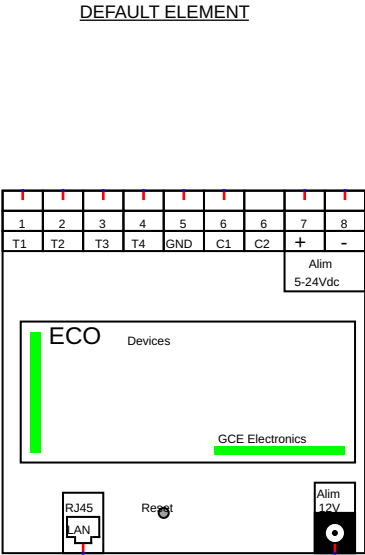 DEFAULT ELEMENT
1 2 3 4 5 6 6 7 8
T1 T2 T3 T4 GND C1 C2 + -
Alim
5-24Vdc
ECO Devices
GCE Electronics
Alim
RJ45 Reset 12V
LAN